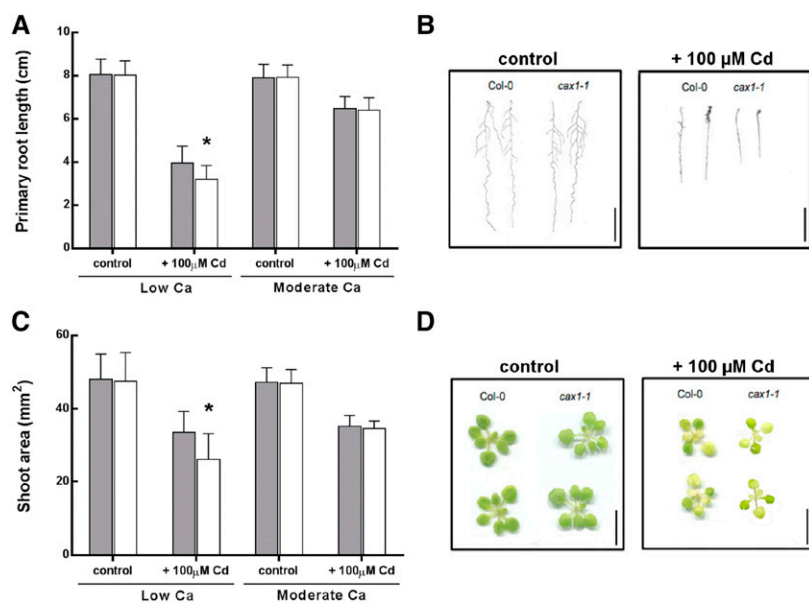 A
Primary root length (cm)
10
8
6
4
2
0
*
control
+ 100µM Cd
control
+ 100µM Cd
Low Ca
Moderate Ca
B
control
+ 100 µM Cd
Col-0
cax1-1
Col-0
cax1-1
C
Shoot area (mm²)
60
40
20
0
*
control
+ 100µM Cd
control
+ 100µM Cd
Low Ca
Moderate Ca
D
control
+ 100 µM Cd
Col-0
cax1-1
Col-0
cax1-1